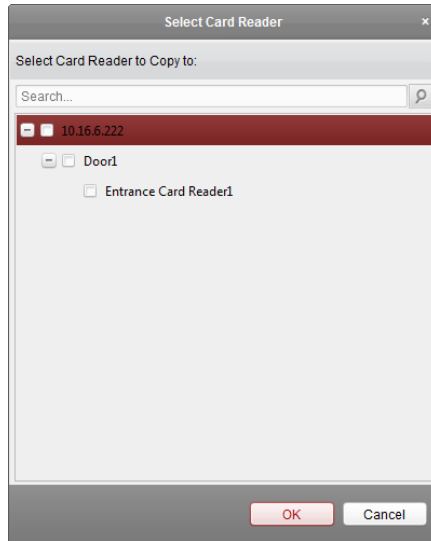 Select Card Reader ×
Select Card Reader to Copy to:
Search...
10.16.6.222
Door1
Entrance Card Reader1
OK Cancel